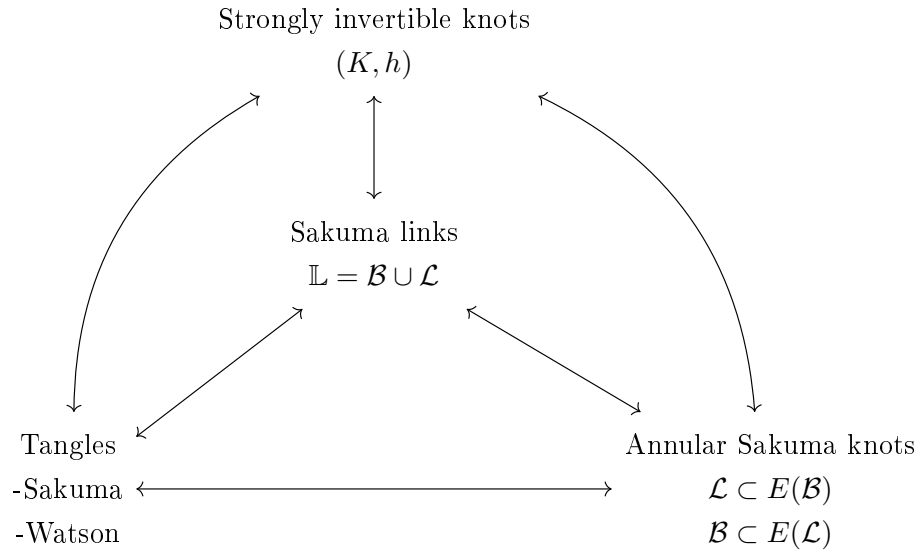 Strongly invertible knots
(K, h)
Sakuma links
𝕃 = ℬ ∪ ℒ
Tangles
-Sakuma
-Watson
Annular Sakuma knots
ℒ ⊂ E(ℬ)
ℬ ⊂ E(ℒ)